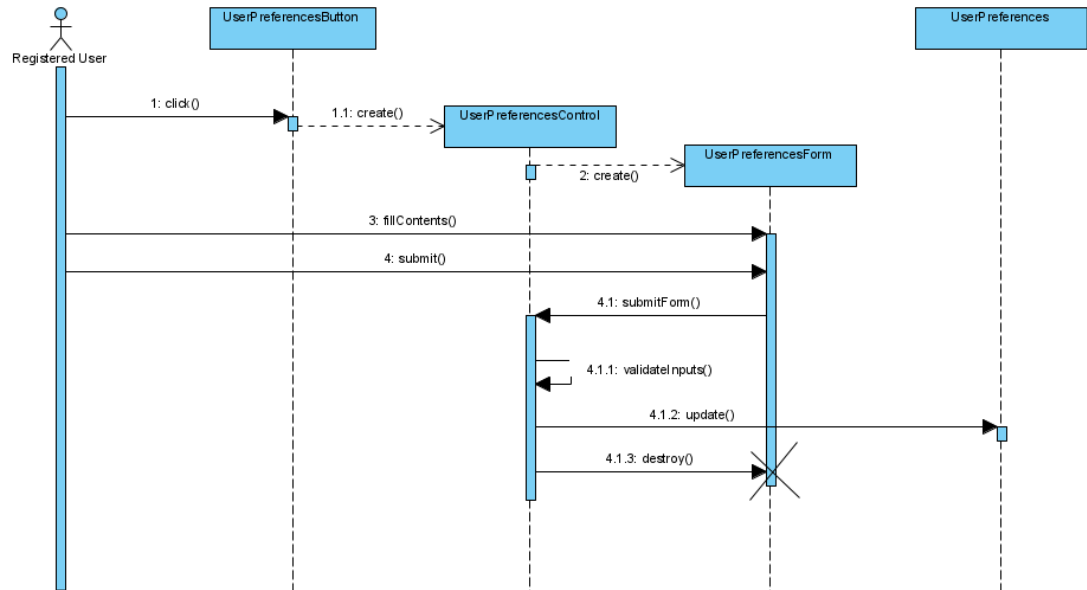 UserPreferencesButton
UserPreferences
Registered User
1: click()
1.1: create()
UserPreferencesControl
UserPreferencesForm
2: create()
3: fillContents()
4: submit()
4.1: submitForm()
4.1.1: validateInputs()
4.1.2: update()
4.1.3: destroy()